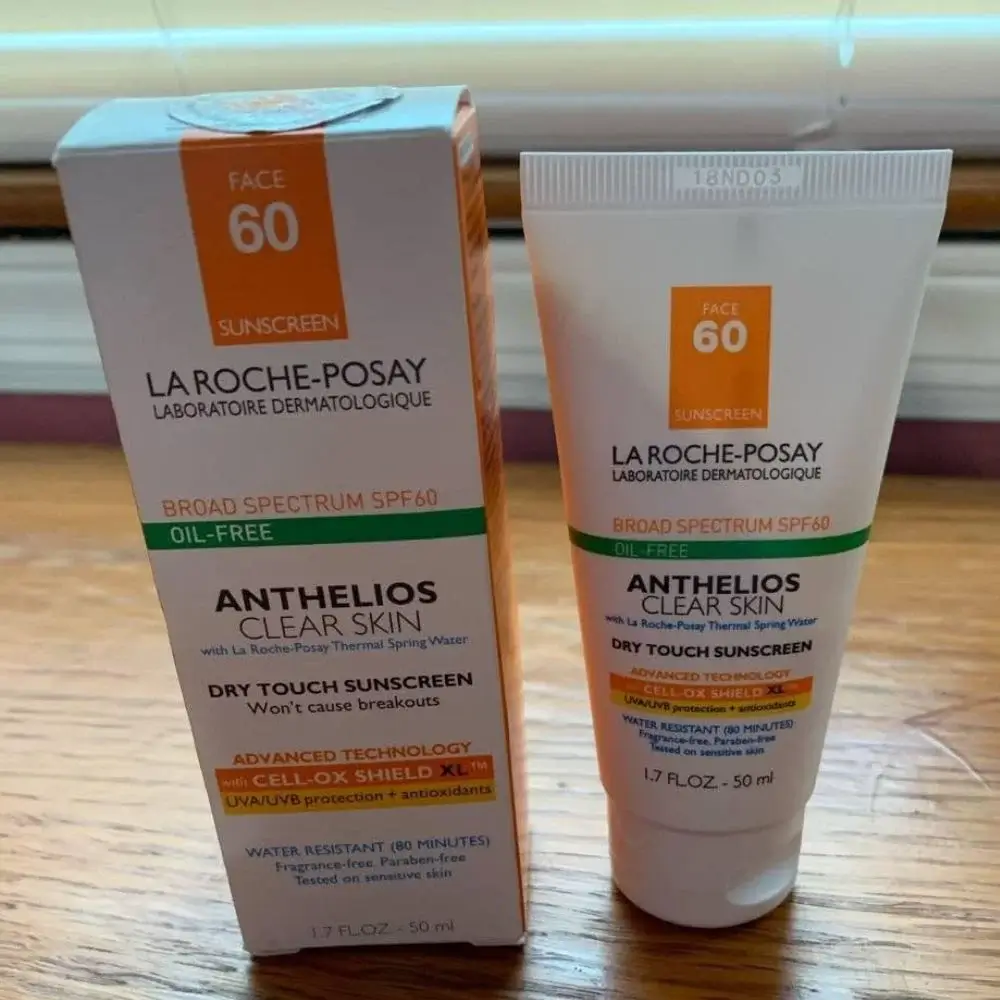 FACE
60
SUNSCREEN
LA ROCHE-POSAY
LABORATOIRE DERMATOLOGIQUE
BROAD SPECTRUM SPF60
OIL-FREE
ANTHELIOS
CLEAR SKIN
with La Roche-Posay Thermal Spring Water
DRY TOUCH SUNSCREEN
Won't cause breakouts
ADVANCED TECHNOLOGY
with CELL-OX SHIELD XL™
UVA/UVB protection + antioxidants
WATER RESISTANT (80 MINUTES)
Fragrance-free, Paraben-free
Tested on sensitive skin
1.7 FL.OZ. - 50 ml
18ND03
FACE
60
SUNSCREEN
LA ROCHE-POSAY
LABORATOIRE DERMATOLOGIQUE
BROAD SPECTRUM SPF60
OIL-FREE
ANTHELIOS
CLEAR SKIN
with La Roche-Posay Thermal Spring Water
DRY TOUCH SUNSCREEN
ADVANCED TECHNOLOGY
with CELL-OX SHIELD XL™
UVA/UVB protection + antioxidants
WATER RESISTANT (80 MINUTES)
Fragrance-free, Paraben-free
Tested on sensitive skin
1.7 FL.OZ. - 50 ml